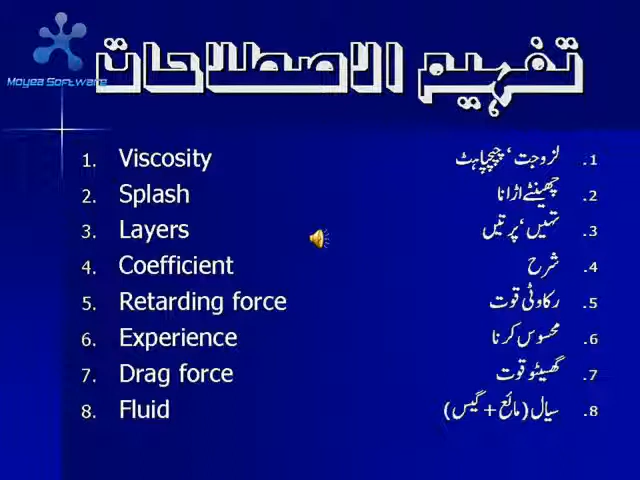 Moyea Software
تفہیم الاصطلاحات
1. Viscosity لزوجت ‘ چپچپاہٹ .1
2. Splash چھینٹے اڑانا .2
3. Layers تہیں ‘ پرتیں .3
4. Coefficient شرح .4
5. Retarding force رکاوٹی قوت .5
6. Experience محسوس کرنا .6
7. Drag force گھسیٹو قوت .7
8. Fluid سیال (مائع + گیس) .8